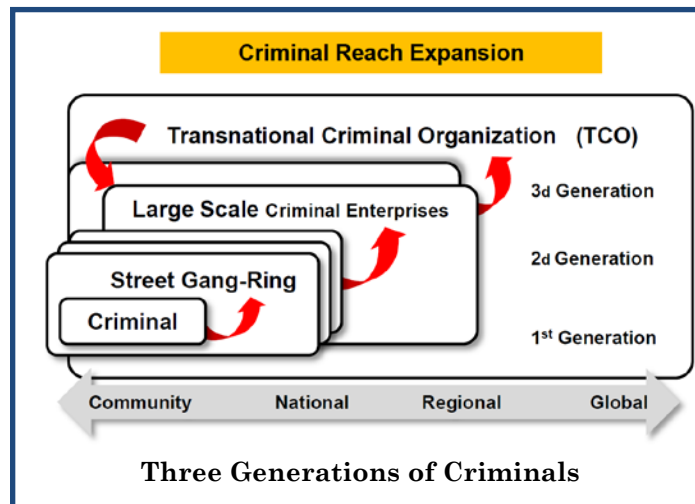 Criminal Reach Expansion
Transnational Criminal Organization (TCO)
3d Generation
Large Scale Criminal Enterprises
2d Generation
Street Gang-Ring
Criminal
1st Generation
Community National Regional Global
Three Generations of Criminals